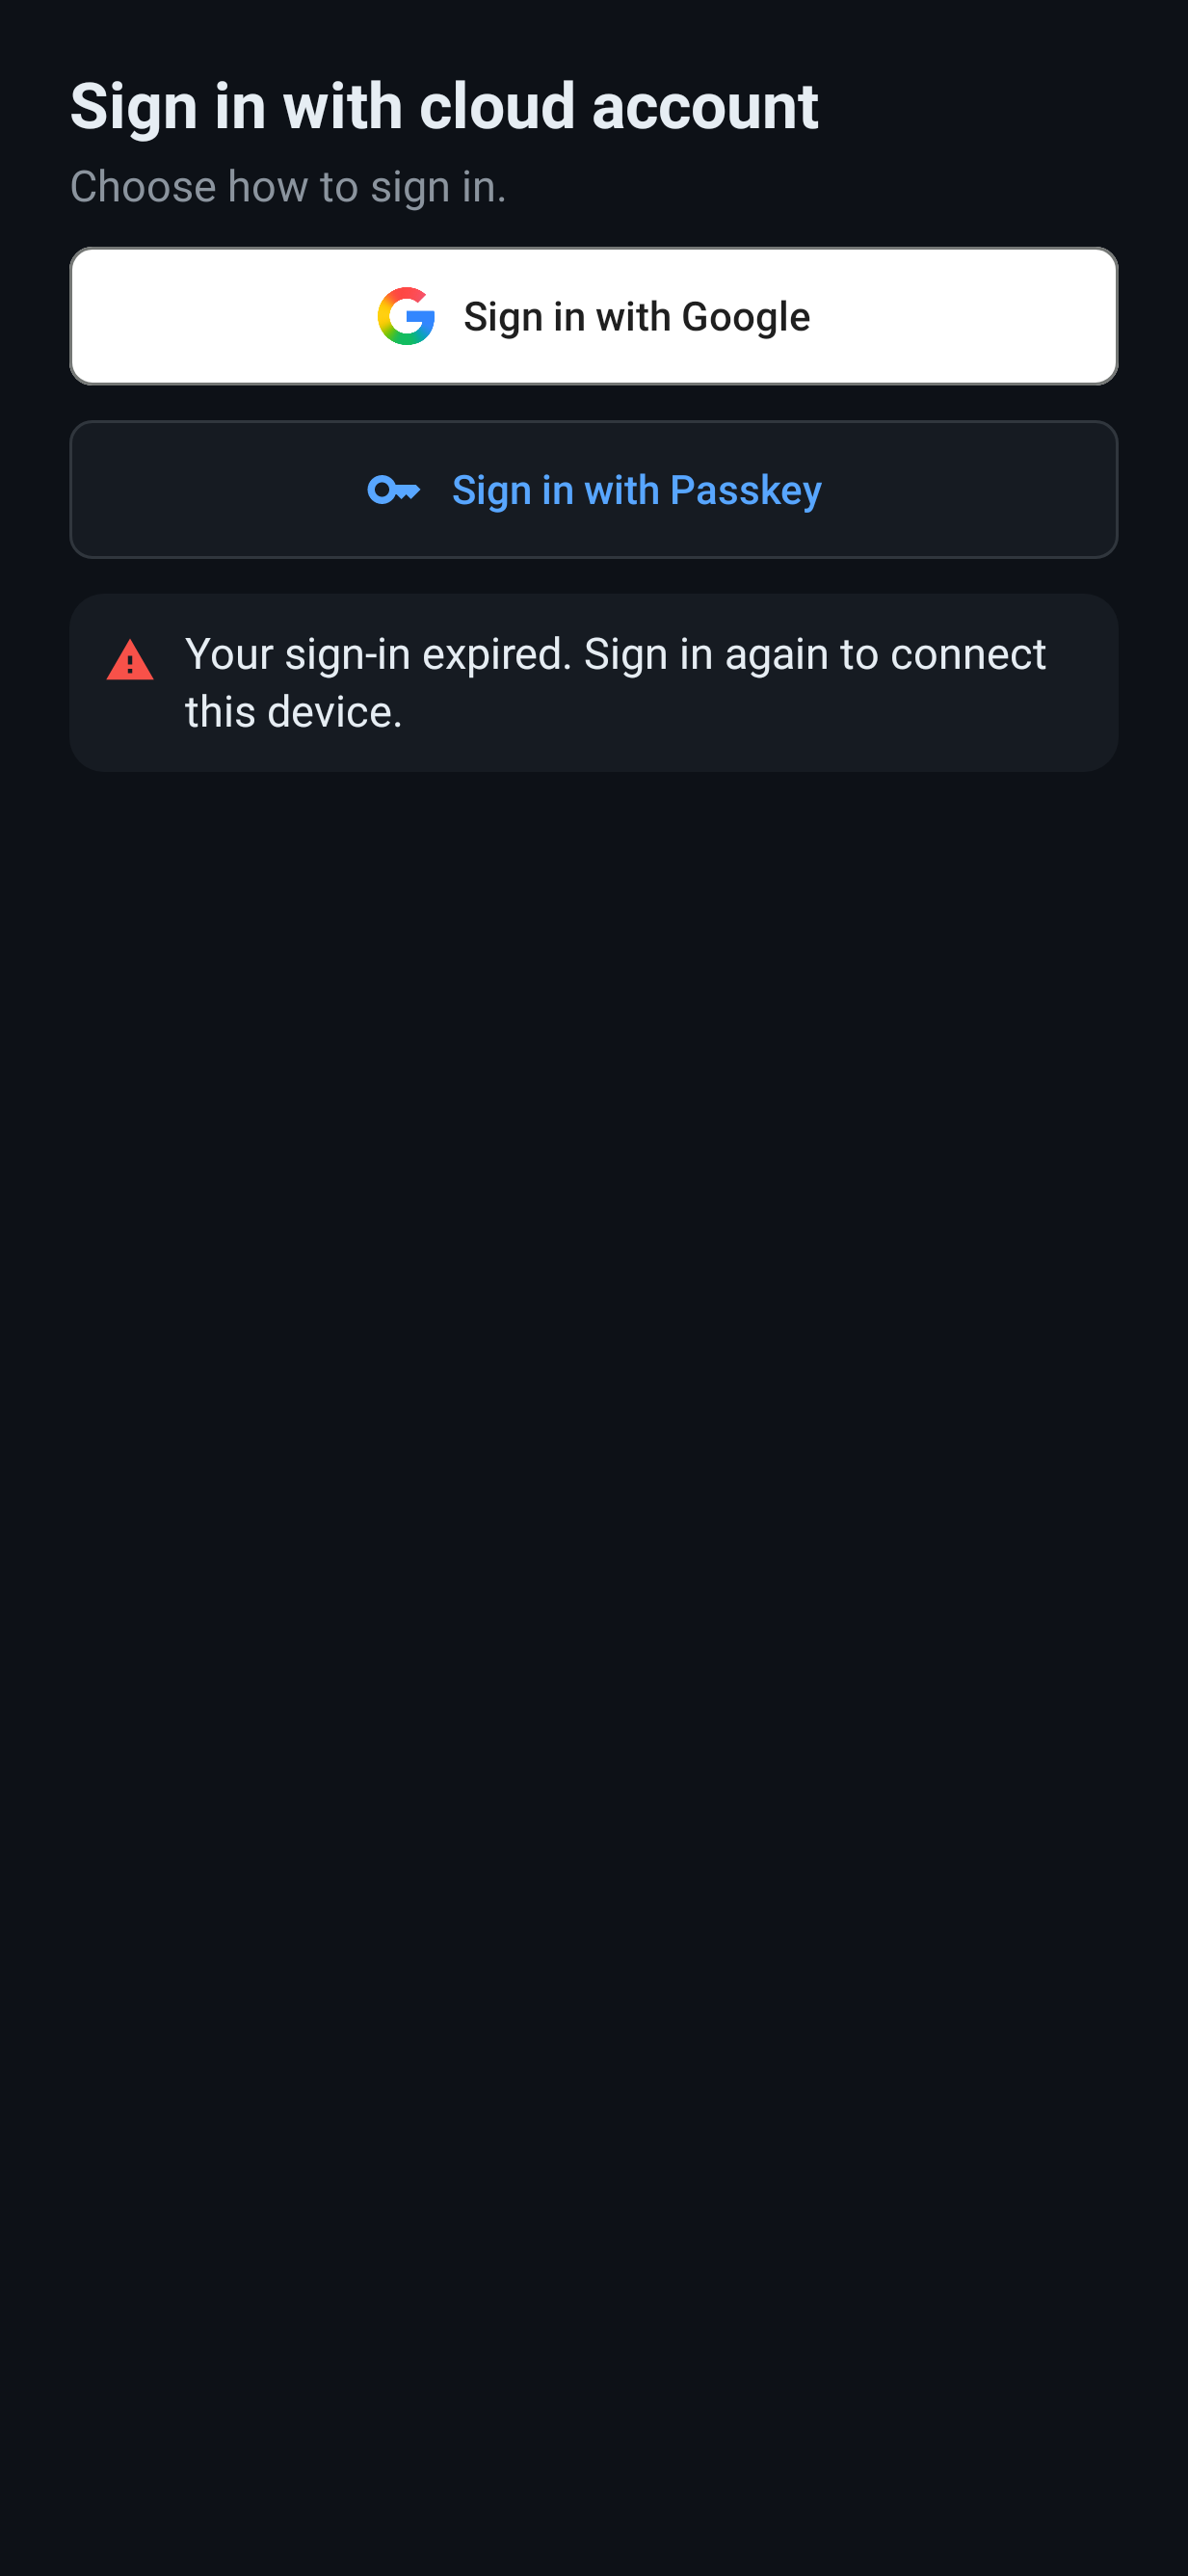 Sign in with cloud account
Choose how to sign in.
Sign in with Google
Sign in with Passkey
Your sign-in expired. Sign in again to connect
this device.